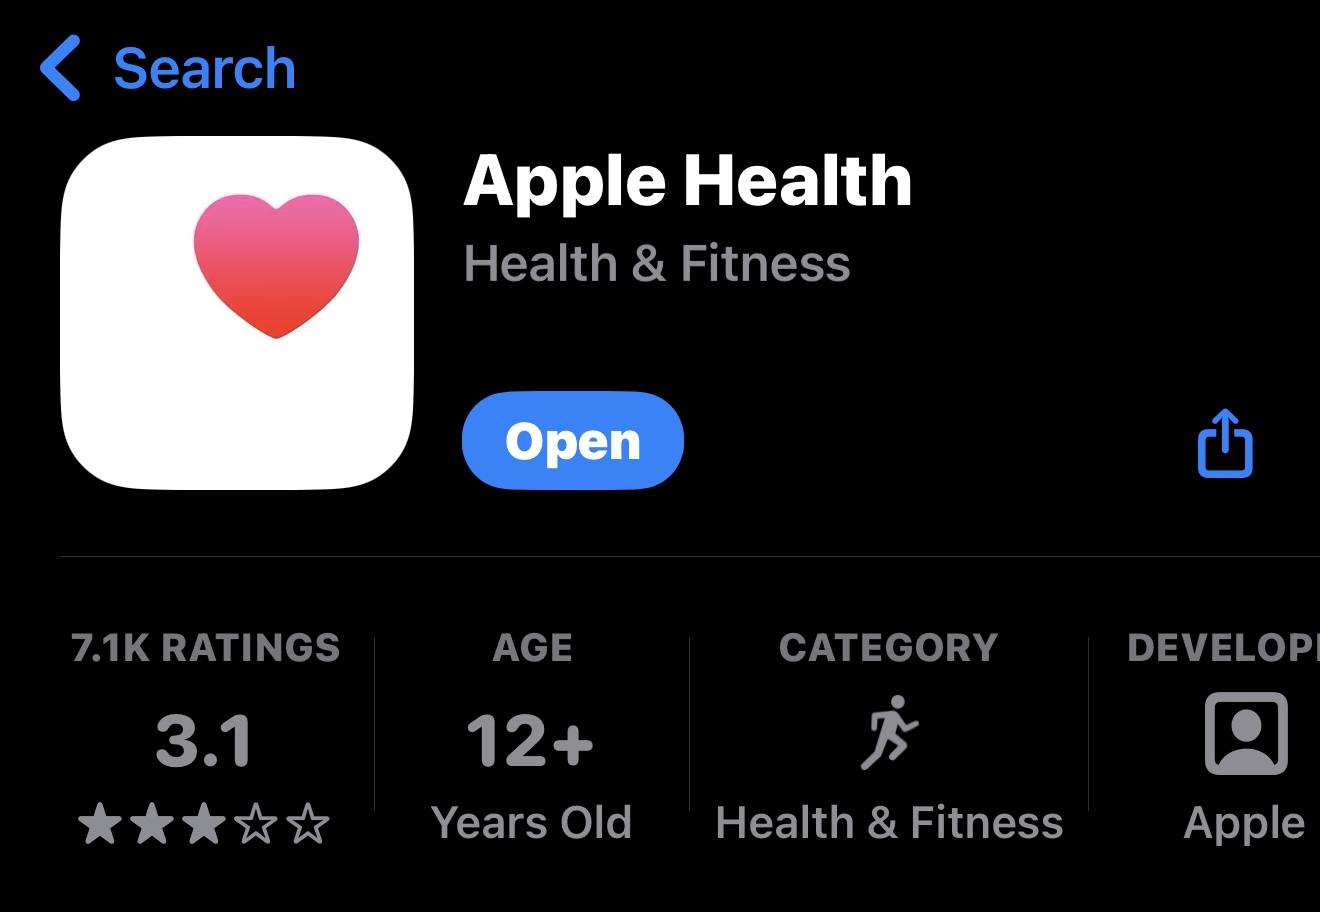 Search
Apple Health
Health & Fitness
Open
7.1K RATINGS
3.1
AGE
12+
Years Old
CATEGORY
Health & Fitness
DEVELOP
Apple